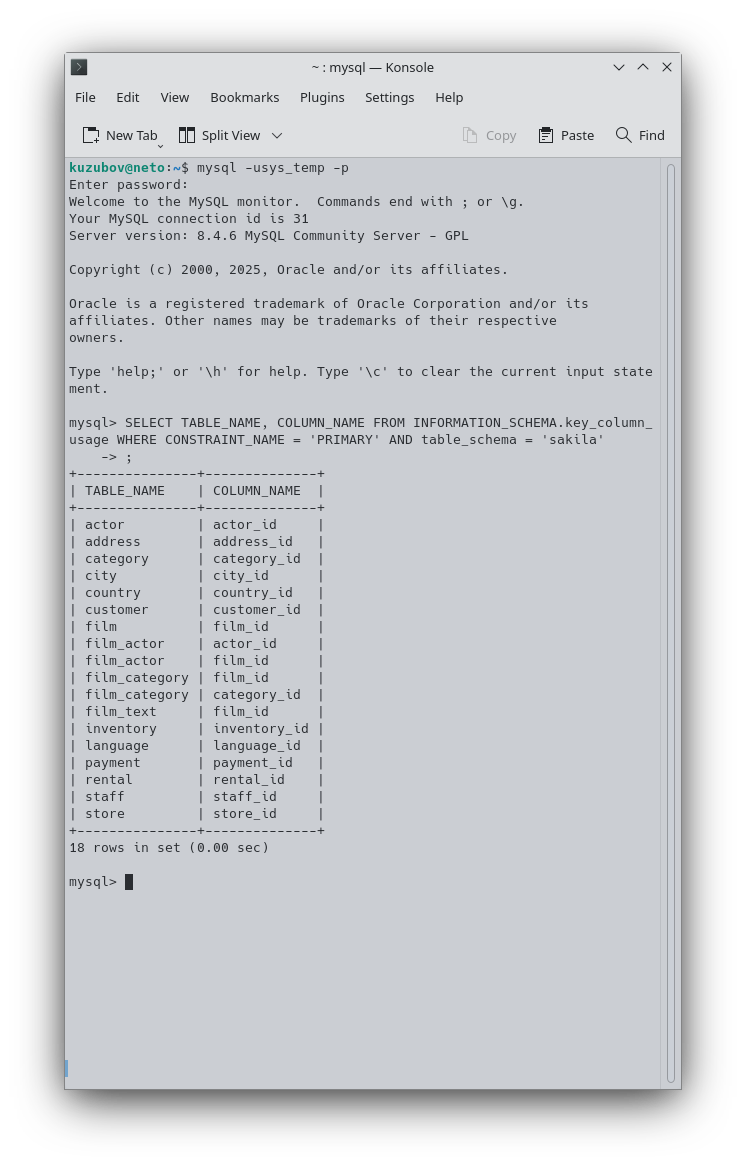 ~ : mysql — Konsole
File Edit View Bookmarks Plugins Settings Help
New Tab Split View Copy Paste Find
kuzubov@neto:~$ mysql -usys_temp -p
Enter password:
Welcome to the MySQL monitor.  Commands end with ; or \g.
Your MySQL connection id is 31
Server version: 8.4.6 MySQL Community Server - GPL

Copyright (c) 2000, 2025, Oracle and/or its affiliates.

Oracle is a registered trademark of Oracle Corporation and/or its
affiliates. Other names may be trademarks of their respective
owners.

Type 'help;' or '\h' for help. Type '\c' to clear the current input state
ment.

mysql> SELECT TABLE_NAME, COLUMN_NAME FROM INFORMATION_SCHEMA.key_column_
usage WHERE CONSTRAINT_NAME = 'PRIMARY' AND table_schema = 'sakila'
    -> ;
+---------------+--------------+
| TABLE_NAME    | COLUMN_NAME  |
+---------------+--------------+
| actor         | actor_id     |
| address       | address_id   |
| category      | category_id  |
| city          | city_id      |
| country       | country_id   |
| customer      | customer_id  |
| film          | film_id      |
| film_actor    | actor_id     |
| film_actor    | film_id      |
| film_category | film_id      |
| film_category | category_id  |
| film_text     | film_id      |
| inventory     | inventory_id |
| language      | language_id  |
| payment       | payment_id   |
| rental        | rental_id    |
| staff         | staff_id     |
| store         | store_id     |
+---------------+--------------+
18 rows in set (0.00 sec)

mysql>